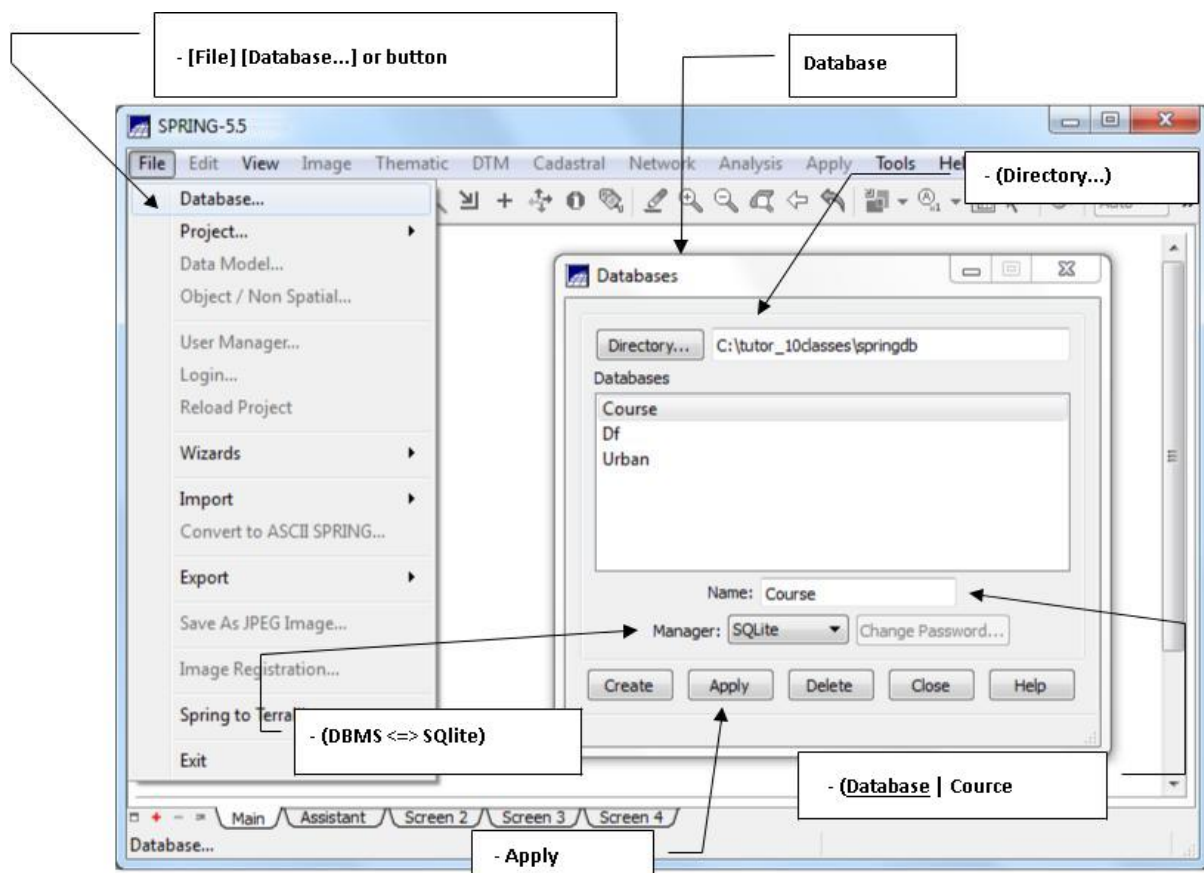 - [File] [Database...] or button
Database
SPRING-5.5
File Edit View Image Thematic DTM Cadastral Network Analysis Apply Tools
- (Directory...)
Database...
Project...
Data Model...
Object / Non Spatial...
User Manager...
Login...
Reload Project
Wizards
Import
Convert to ASCII SPRING...
Export
Save As JPEG Image...
Image Registration...
Spring to
Exit
Databases
Directory... C:\tutor_10classes\springdb
Databases
Course
Df
Urban
Name: Course
Manager: SQLite Change Password...
Create Apply Delete Close Help
- (DBMS <=> SQlite)
- (Database | Cource
Main Assistant Screen 2 Screen 3 Screen 4
Database...
- Apply